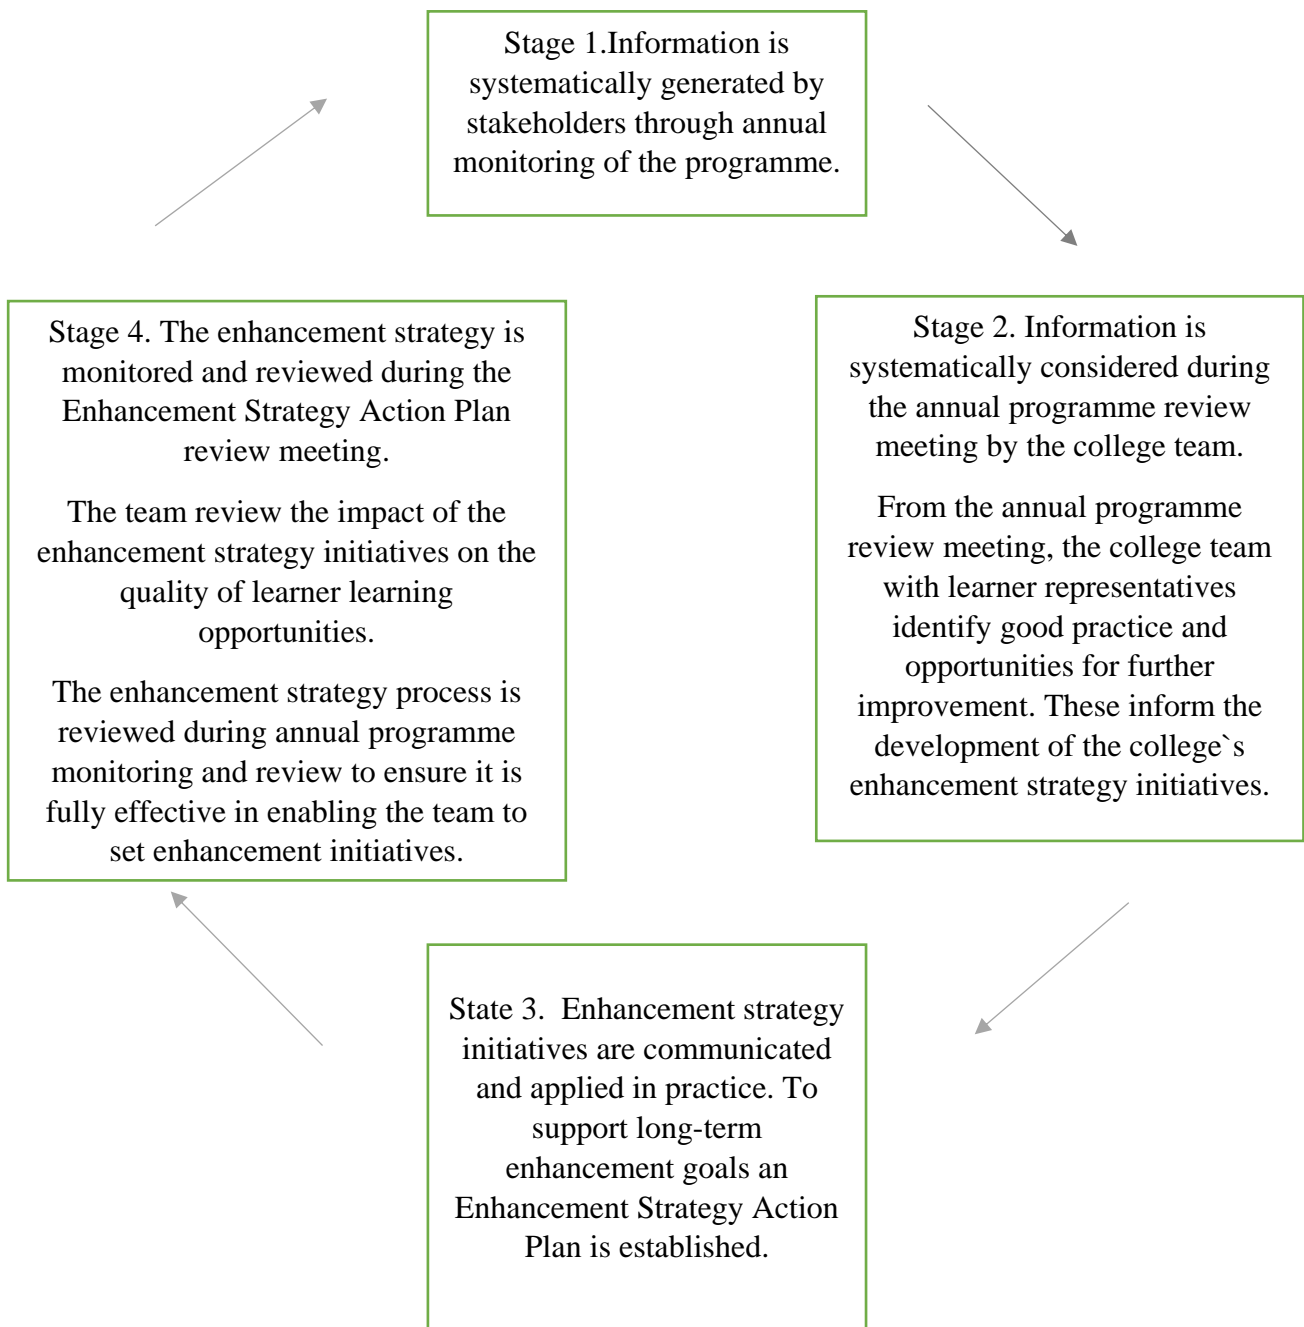 Stage 1.Information is
systematically generated by
stakeholders through annual
monitoring of the programme.
Stage 2. Information is
systematically considered during
the annual programme review
meeting by the college team.
From the annual programme
review meeting, the college team
with learner representatives
identify good practice and
opportunities for further
improvement. These inform the
development of the college`s
enhancement strategy initiatives.
State 3.  Enhancement strategy
initiatives are communicated
and applied in practice. To
support long-term
enhancement goals an
Enhancement Strategy Action
Plan is established.
Stage 4. The enhancement strategy is
monitored and reviewed during the
Enhancement Strategy Action Plan
review meeting.
The team review the impact of the
enhancement strategy initiatives on the
quality of learner learning
opportunities.
The enhancement strategy process is
reviewed during annual programme
monitoring and review to ensure it is
fully effective in enabling the team to
set enhancement initiatives.